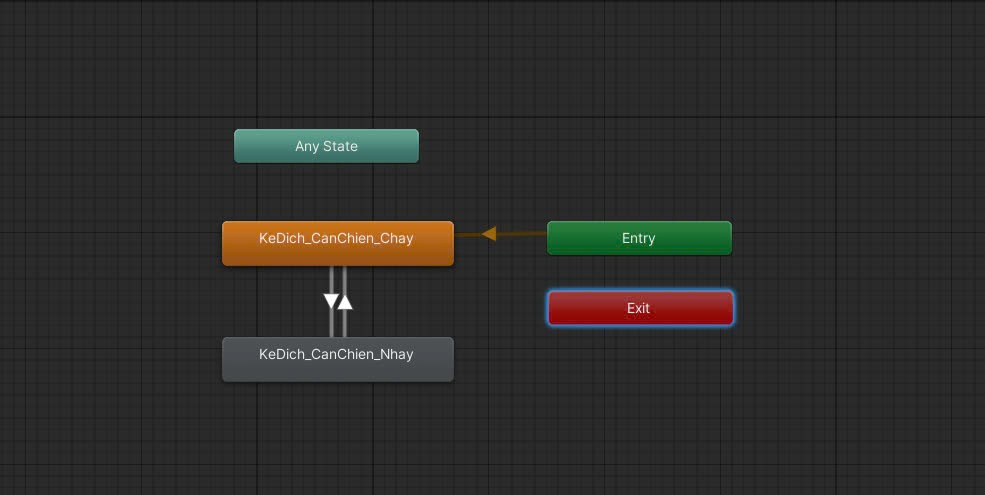 Any State
KeDich_CanChien_Chay
Entry
Exit
KeDich_CanChien_Nhay